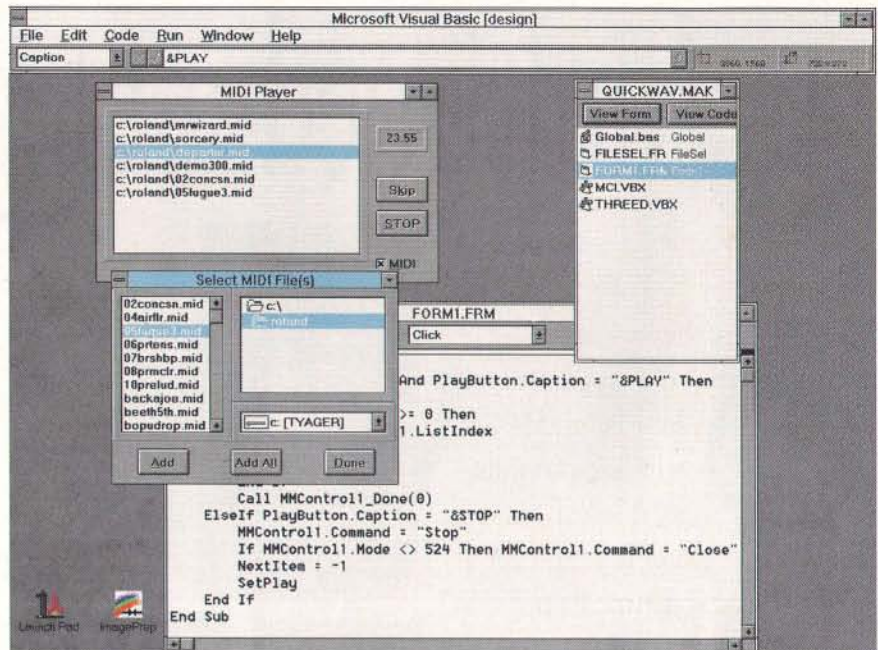 Microsoft Visual Basic [design]
File Edit Code Run Window Help
Caption &PLAY
MIDI Player
c:\roland\mrwizard.mid
c:\roland\sorcery.mid
c:\roland\departur.mid
c:\roland\demo300.mid
c:\roland\02concsn.mid
c:\roland\05fugue3.mid
23.55
Skip
STOP
MIDI
QUICKWAV.MAK
View Form View Code
Global.bas Global
FILESEL.FR FileSel
FORM1.FRM Form1
MCI.VBX
THREED.VBX
Select MIDI File(s)
02concsn.mid
04airflr.mid
05fugue3.mid
06prtens.mid
07brshbp.mid
08prmclr.mid
10prelud.mid
backajoa.mid
beeth5th.mid
bopudrop.mid
c:\
roland
c: [TYAGER]
Add Add All Done
FORM1.FRM
Click
And PlayButton.Caption = "&PLAY" Then
>= 0 Then
1.ListIndex
End If
Call MMControl1_Done(0)
ElseIf PlayButton.Caption = "&STOP" Then
MMControl1.Command = "Stop"
If MMControl1.Mode <> 524 Then MMControl1.Command = "Close"
NextItem = -1
SetPlay
End If
End Sub
Launch Pad
ImagePrep